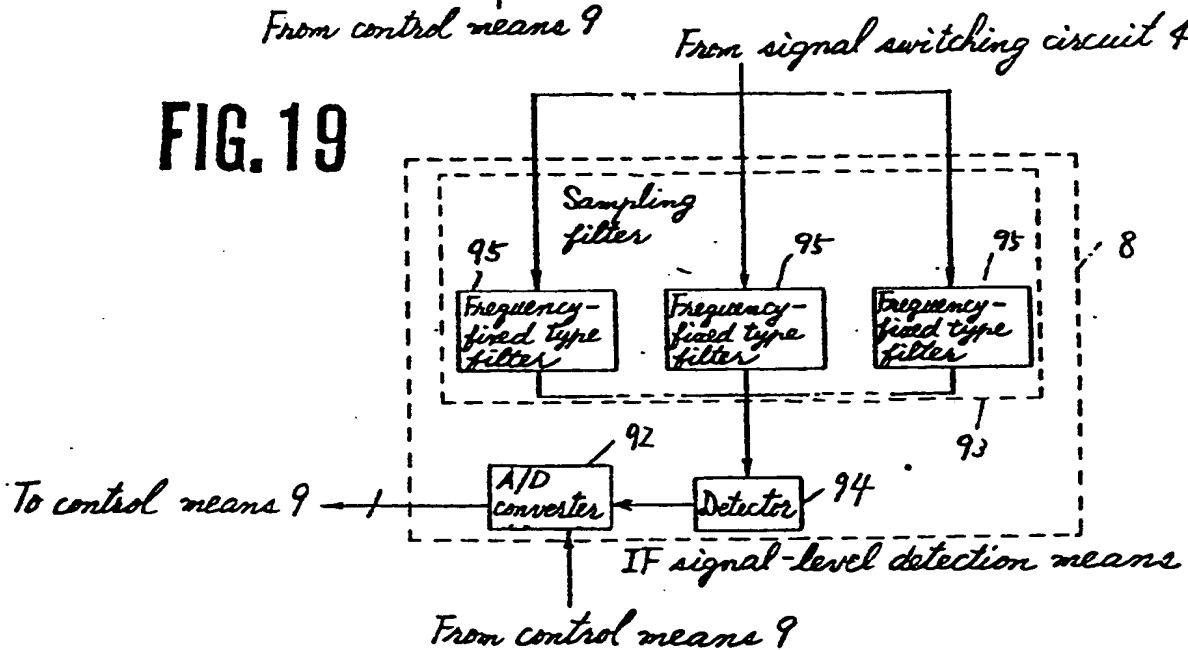 From control means 9
From signal switching circuit 4
FIG. 19
Sampling
filter
8
95
95
95
Frequency-
fixed type
filter
Frequency-
fixed type
filter
Frequency-
fixed type
filter
93
92
A/D
converter
To control means 9
Detector
94
IF signal-level detection means
From control means 9